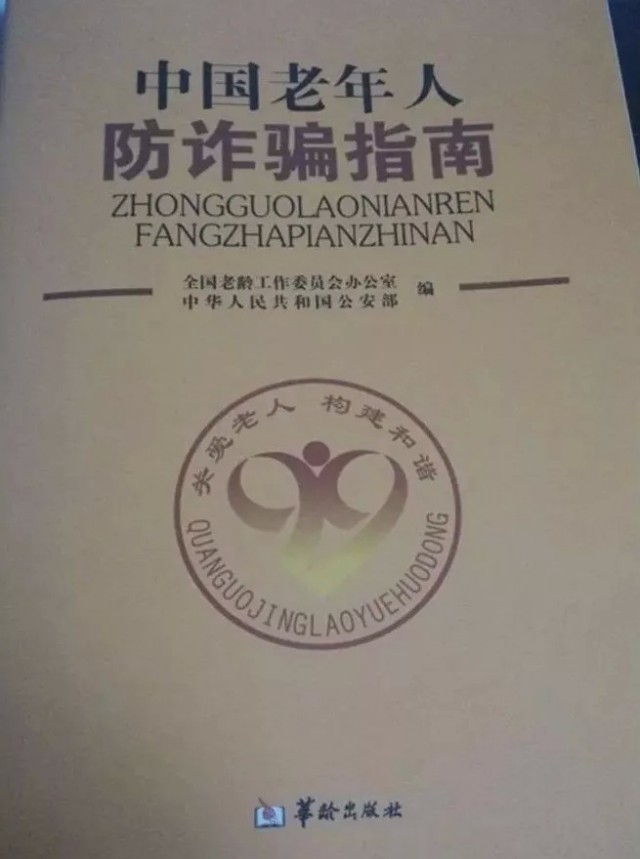 中国老年人
防诈骗指南
ZHONGGUOLAONIANREN
FANGZHAPIANZHINAN
全国老龄工作委员会办公室
中华人民共和国公安部
编
关爱老人 构建和谐
QUANGUOJINGLAOYUEHUODONG
华龄出版社